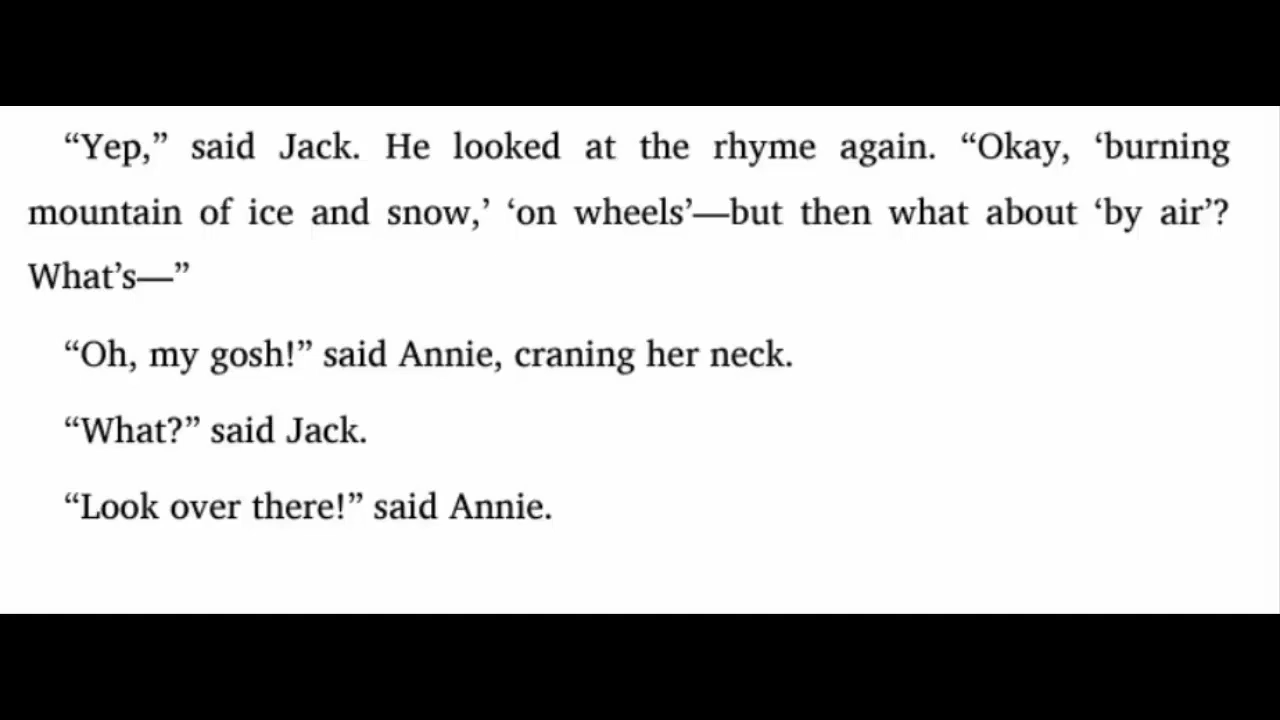 “Yep,” said Jack. He looked at the rhyme again. “Okay, ‘burning
mountain of ice and snow,’ ‘on wheels’—but then what about ‘by air’?
What’s—”
“Oh, my gosh!” said Annie, craning her neck.
“What?” said Jack.
“Look over there!” said Annie.